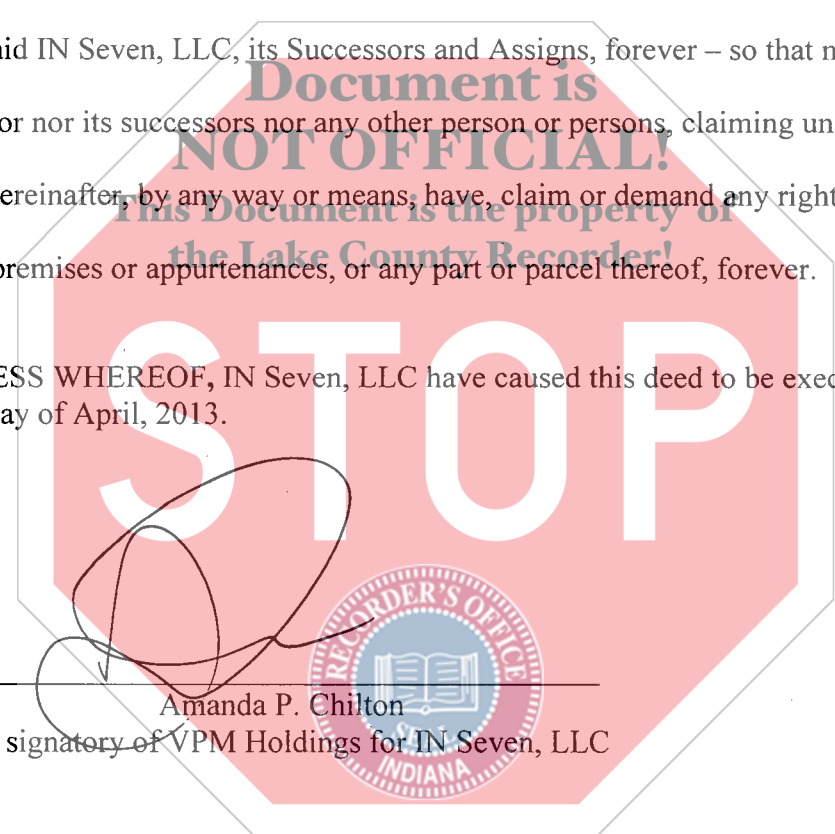 aid IN Seven, LLC, its Successors and Assigns, forever – so that n
Document is
or nor its successors nor any other person or persons, claiming un
NOT OFFICIAL!
ereinafter, by any way or means, have, claim or demand any right
This Document is the property of
the Lake County Recorder!
premises or appurtenances, or any part or parcel thereof, forever.
ESS WHEREOF, IN Seven, LLC have caused this deed to be exec
ay of April, 2013.
STOP
RECORDER'S OFFICE
Amanda P. Chilton
SEAL
signatory of VPM Holdings for IN Seven, LLC
INDIANA